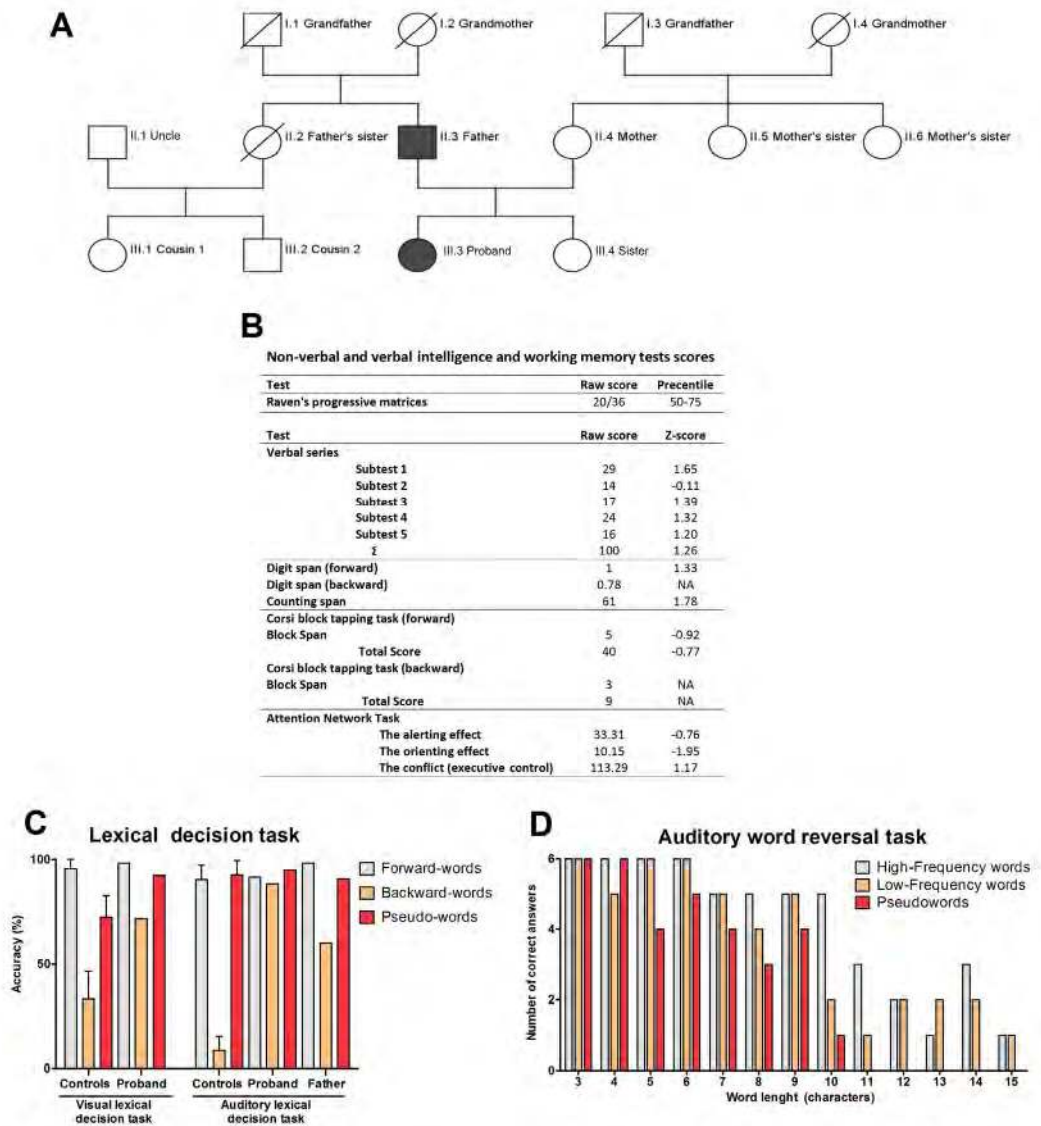 A
I.1 Grandfather
I.2 Grandmother
I.3 Grandfather
I.4 Grandmother
II.1 Uncle
II.2 Father's sister
II.3 Father
II.4 Mother
II.5 Mother's sister
II.6 Mother's sister
III.1 Cousin 1
III.2 Cousin 2
III.3 Proband
III.4 Sister
B
Non-verbal and verbal intelligence and working memory tests scores
Test Raw score Precentile
Raven's progressive matrices 20/36 50-75
Test Raw score Z-score
Verbal series
Subtest 1 29 1.65
Subtest 2 14 -0.11
Subtest 3 17 1.39
Subtest 4 24 1.32
Subtest 5 16 1.20
Σ 100 1.26
Digit span (forward) 1 1.33
Digit span (backward) 0.78 NA
Counting span 61 1.78
Corsi block tapping task (forward)
Block Span 5 -0.92
Total Score 40 -0.77
Corsi block tapping task (backward)
Block Span 3 NA
Total Score 9 NA
Attention Network Task
The alerting effect 33.31 -0.76
The orienting effect 10.15 -1.95
The conflict (executive control) 113.29 1.17
C
Lexical decision task
Accuracy (%)
100
50
0
Forward-words
Backward-words
Pseudo-words
Controls Proband Controls Proband Father
Visual lexical decision task
Auditory lexical decision task
D
Auditory word reversal task
Number of correct answers
6
4
2
0
High-Frequency words
Low-Frequency words
Pseudowords
3 4 5 6 7 8 9 10 11 12 13 14 15
Word lenght (characters)